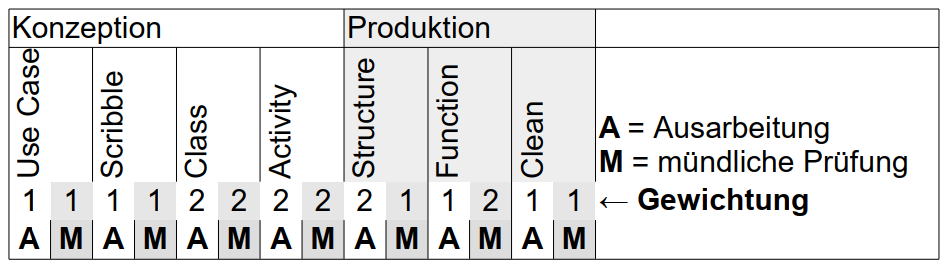 Konzeption Produktion
Use Case Scribble Class Activity Structure Function Clean
A = Ausarbeitung
M = mündliche Prüfung
1 1 1 1 2 2 2 2 2 1 1 2 1 1 ← Gewichtung
A M A M A M A M A M A M A M